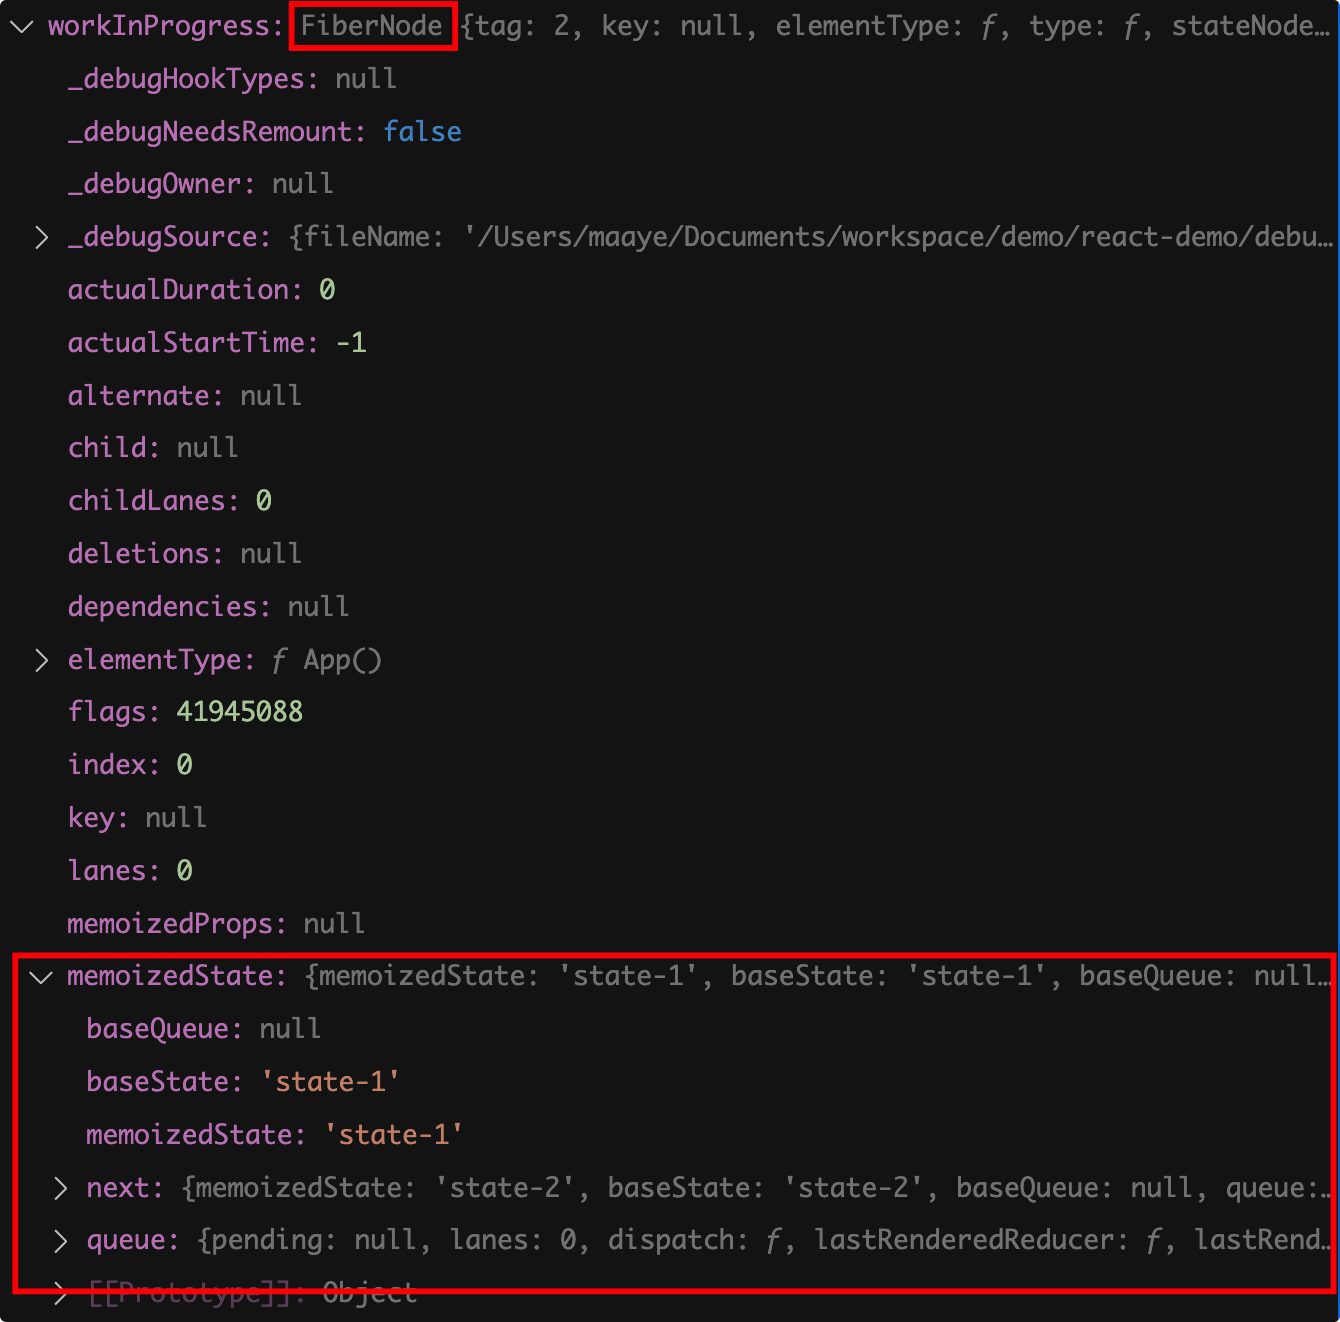 workInProgress: FiberNode {tag: 2, key: null, elementType: ƒ, type: ƒ, stateNode…
_debugHookTypes: null
_debugNeedsRemount: false
_debugOwner: null
_debugSource: {fileName: '/Users/maaye/Documents/workspace/demo/react-demo/debu…
actualDuration: 0
actualStartTime: -1
alternate: null
child: null
childLanes: 0
deletions: null
dependencies: null
elementType: ƒ App()
flags: 41945088
index: 0
key: null
lanes: 0
memoizedProps: null
memoizedState: {memoizedState: 'state-1', baseState: 'state-1', baseQueue: null…
baseQueue: null
baseState: 'state-1'
memoizedState: 'state-1'
next: {memoizedState: 'state-2', baseState: 'state-2', baseQueue: null, queue:…
queue: {pending: null, lanes: 0, dispatch: ƒ, lastRenderedReducer: ƒ, lastRend…
[[Prototype]]: Object